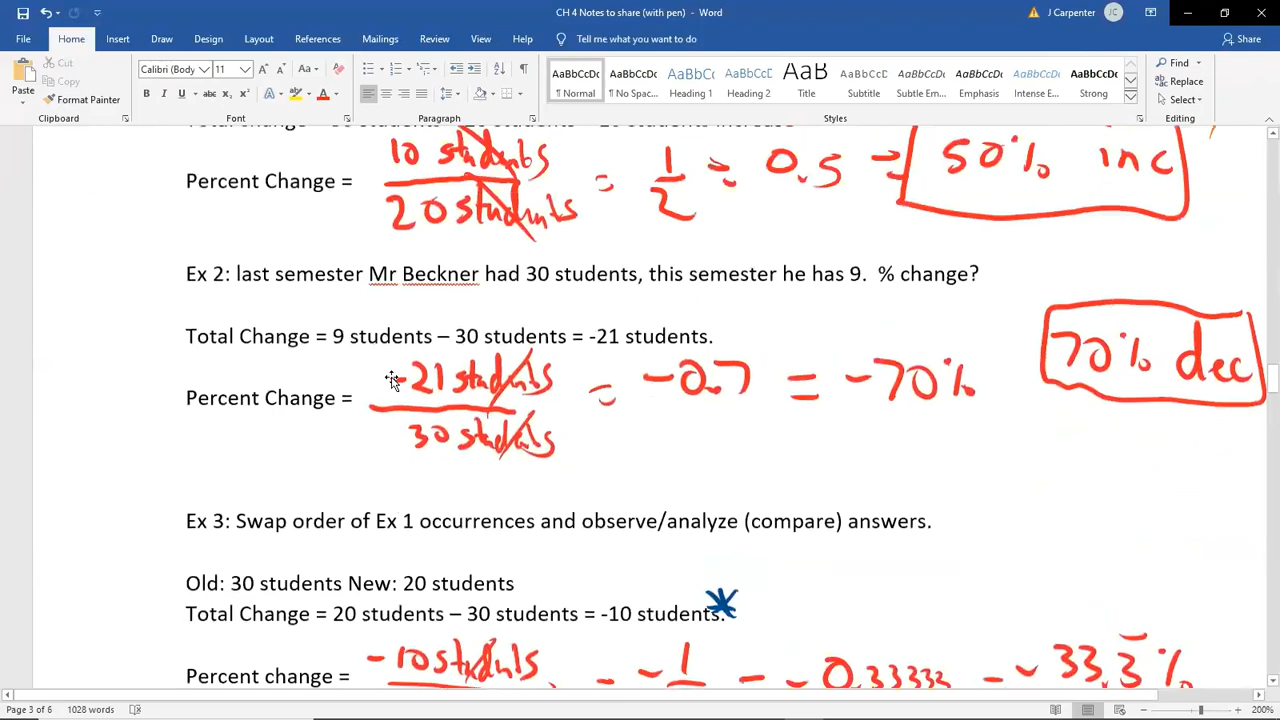 CH 4 Notes to share (with pen) - Word
J Carpenter JC
File Home Insert Draw Design Layout References Mailings Review View Help Tell me what you want to do Share
Paste Cut Copy Format Painter
Calibri (Body 11
Find Replace Select
AaBbCcDc AaBbCcDc AaBbCcD AaBbCcD AaB AaBbCcD AaBbCcDc AaBbCcDc AaBbCcDc AaBbCcDc
¶ Normal ¶ No Spac... Heading 1 Heading 2 Title Subtitle Subtle Em... Emphasis Intense E... Strong
Clipboard Font Paragraph Styles Editing
Percent Change = 10 students / 20 students = 1/2 = 0.5 = 50% inc
Ex 2: last semester Mr Beckner had 30 students, this semester he has 9. % change?
Total Change = 9 students – 30 students = -21 students.
Percent Change = -21 students / 30 students = -0.7 = -70%
70% dec
Ex 3: Swap order of Ex 1 occurrences and observe/analyze (compare) answers.
Old: 30 students New: 20 students
Total Change = 20 students – 30 students = -10 students.
Percent change = -10 students = -1 = -0.33333 = -33.3%
Page 3 of 6 1028 words 200%